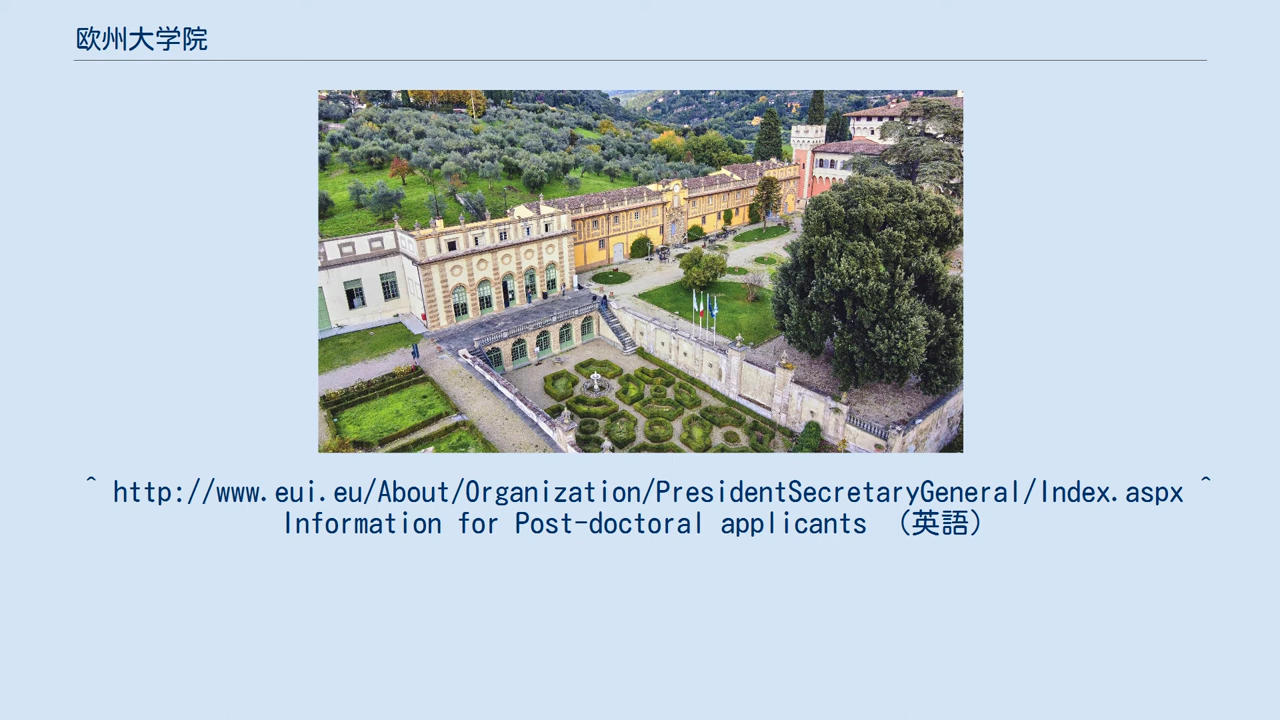 欧州大学院
^ http://www.eui.eu/About/Organization/PresidentSecretaryGeneral/Index.aspx ^
Information for Post-doctoral applicants （英語）